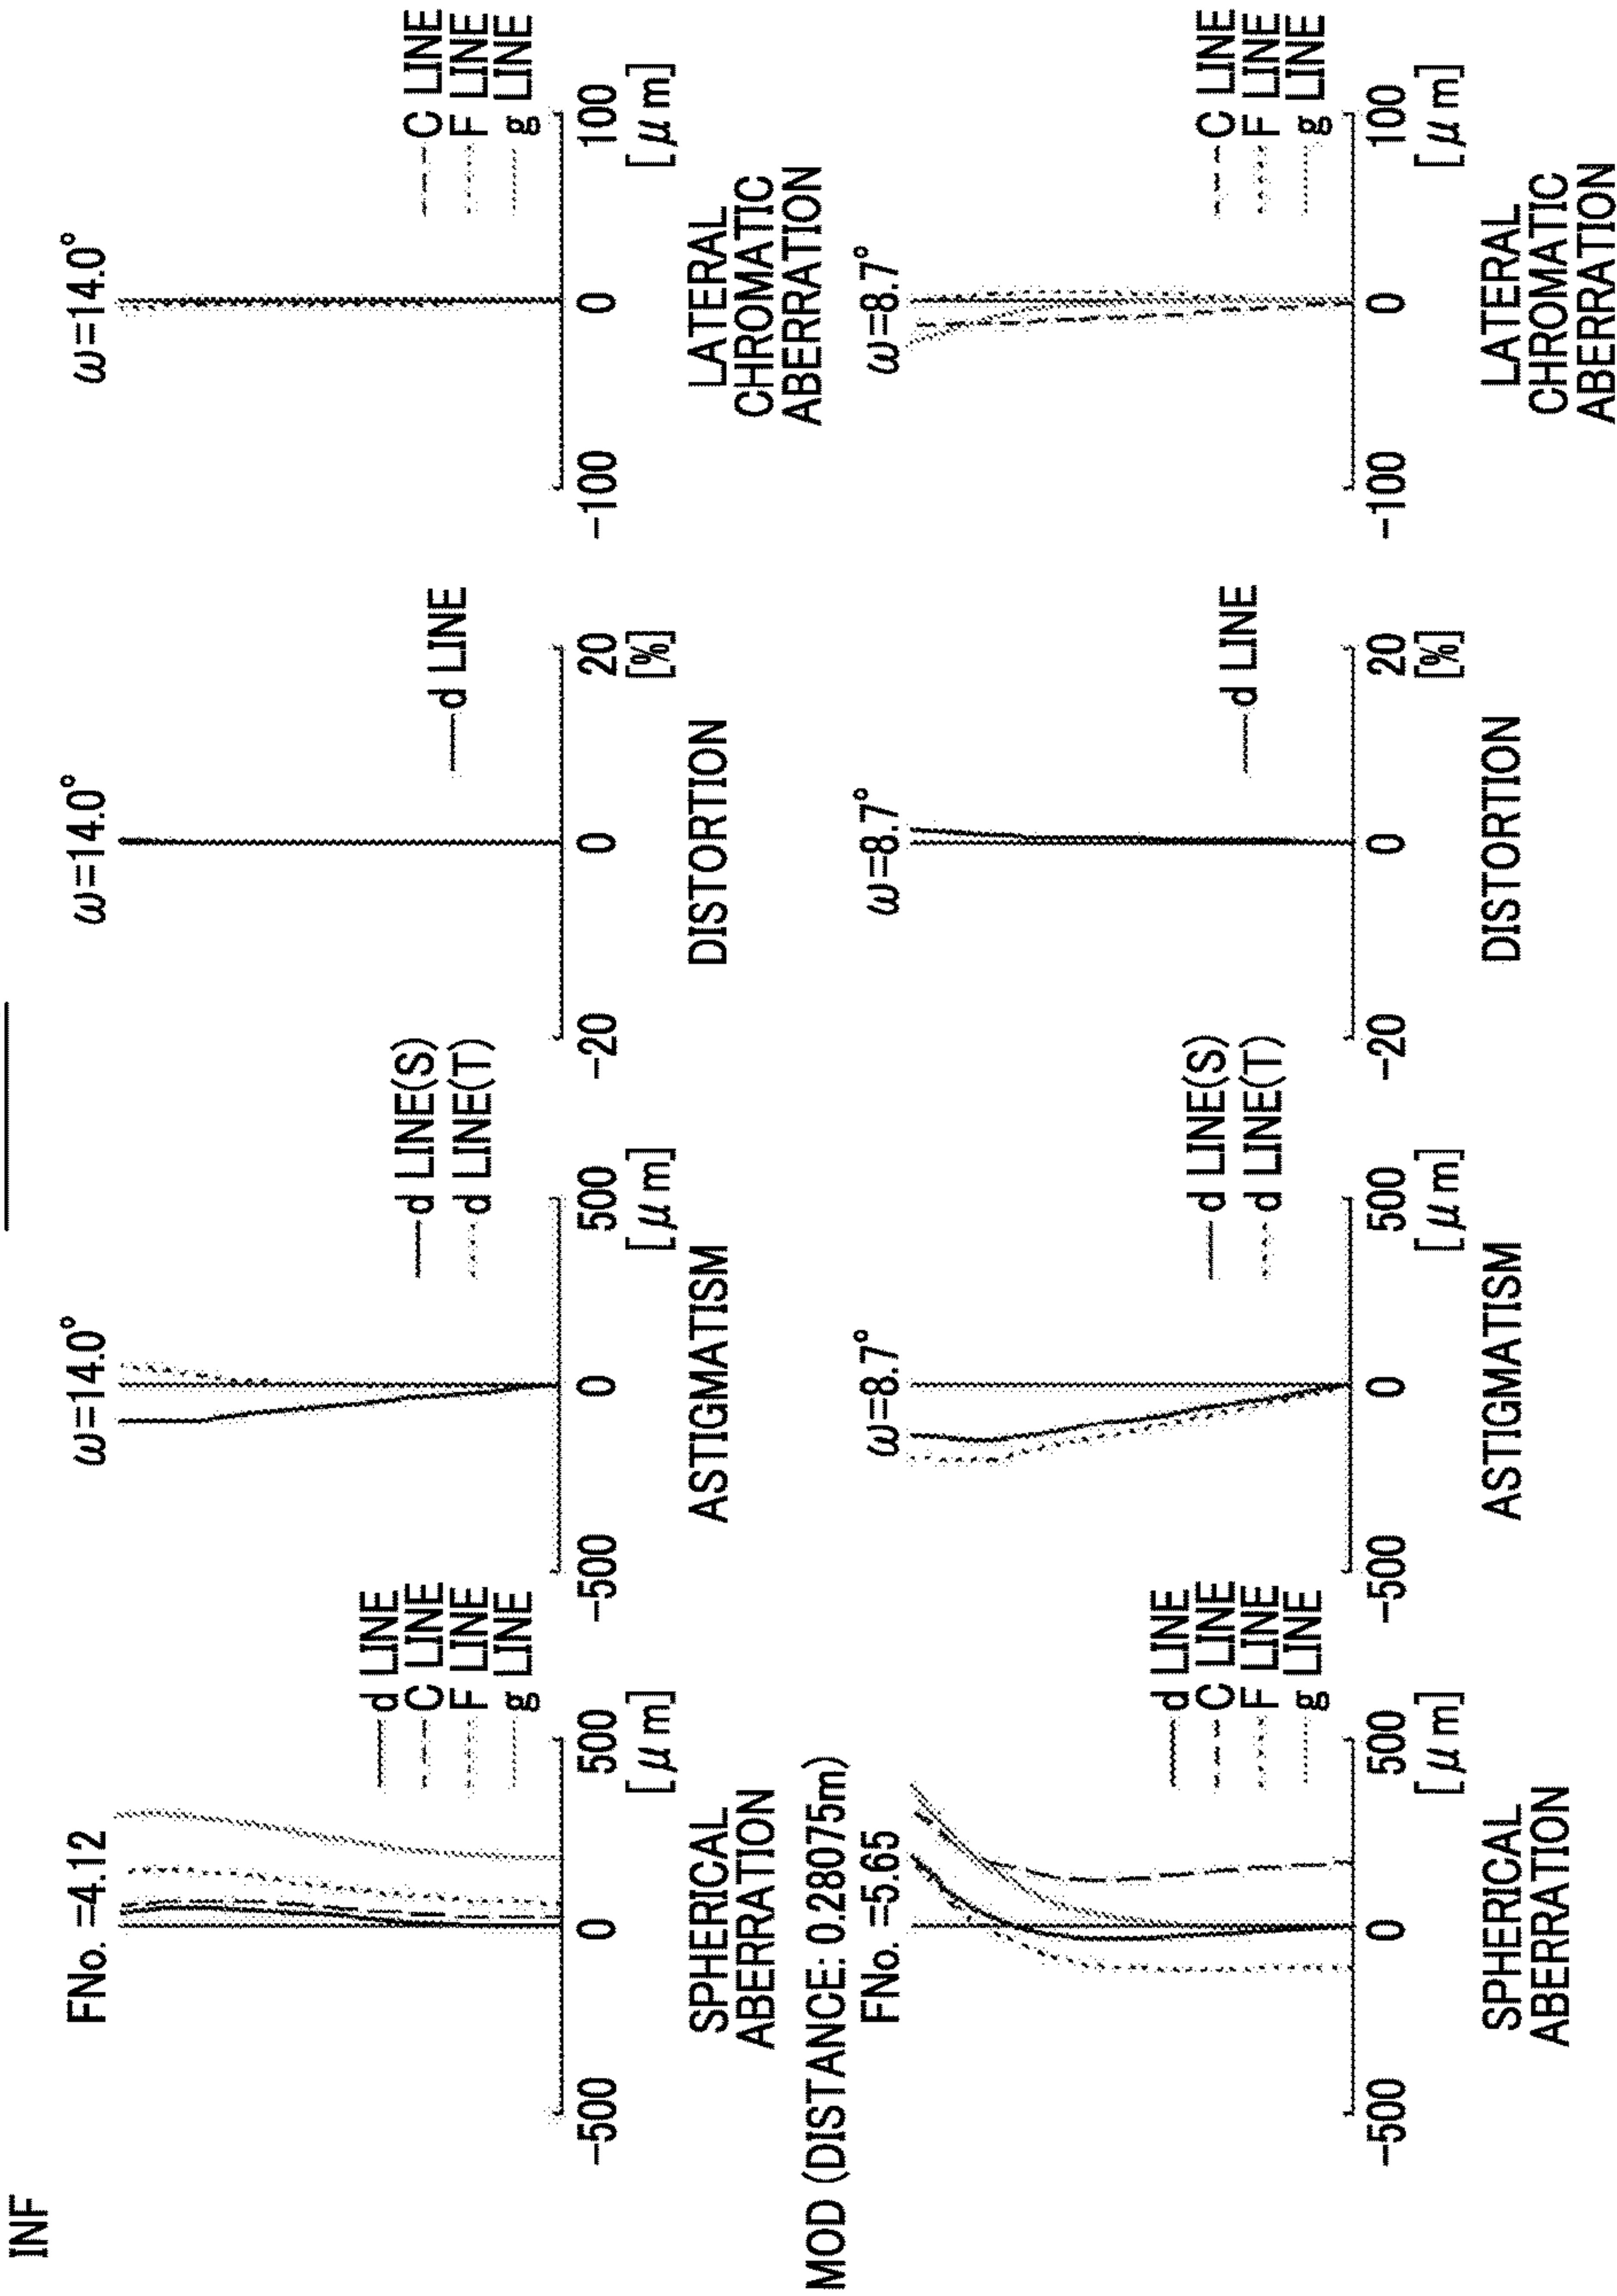 INF
FNo. =4.12
d LINE
C LINE
F LINE
g LINE
-500
0
500
[μm]
SPHERICAL
ABERRATION
ω=14.0°
d LINE(S)
d LINE(T)
-500
0
500
[μm]
ASTIGMATISM
ω=14.0°
d LINE
-20
0
20
[%]
DISTORTION
ω=14.0°
C LINE
F LINE
g LINE
-100
0
100
[μm]
LATERAL
CHROMATIC
ABERRATION
MOD (DISTANCE: 0.28075m)
FNo. =5.65
d LINE
C LINE
F LINE
g LINE
-500
0
500
[μm]
SPHERICAL
ABERRATION
ω=8.7°
d LINE(S)
d LINE(T)
-500
0
500
[μm]
ASTIGMATISM
ω=8.7°
d LINE
-20
0
20
[%]
DISTORTION
ω=8.7°
C LINE
F LINE
g LINE
-100
0
100
[μm]
LATERAL
CHROMATIC
ABERRATION